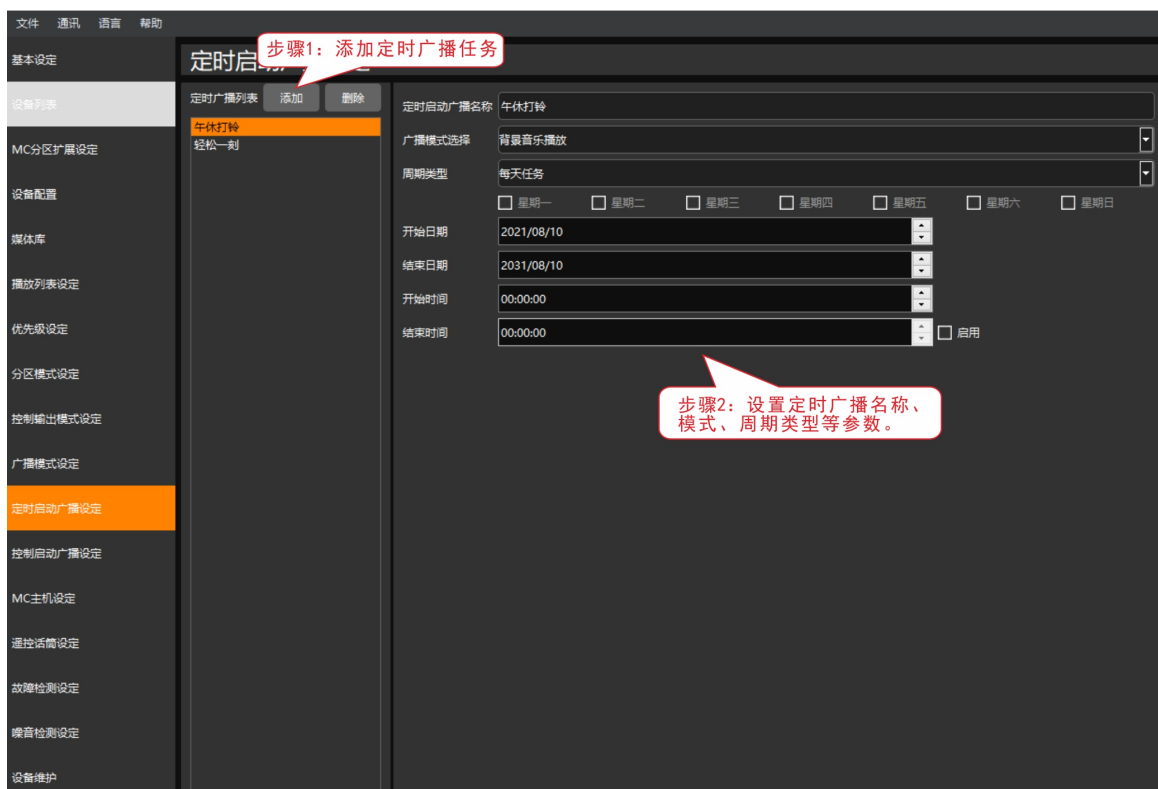 文件 通讯 语言 帮助
步骤1：添加定时广播任务
基本设定
设备列表
MC分区扩展设定
设备配置
媒体库
播放列表设定
优先级设定
分区模式设定
控制输出模式设定
广播模式设定
定时启动广播设定
控制启动广播设定
MC主机设定
遥控话筒设定
故障检测设定
噪音检测设定
设备维护
定时启
定时广播列表 添加 删除
午休打铃
轻松一刻
定时启动广播名称 午休打铃
广播模式选择 背景音乐播放
周期类型 每天任务
星期一 星期二 星期三 星期四 星期五 星期六 星期日
开始日期 2021/08/10
结束日期 2031/08/10
开始时间 00:00:00
结束时间 00:00:00 启用
步骤2：设置定时广播名称、
模式、周期类型等参数。